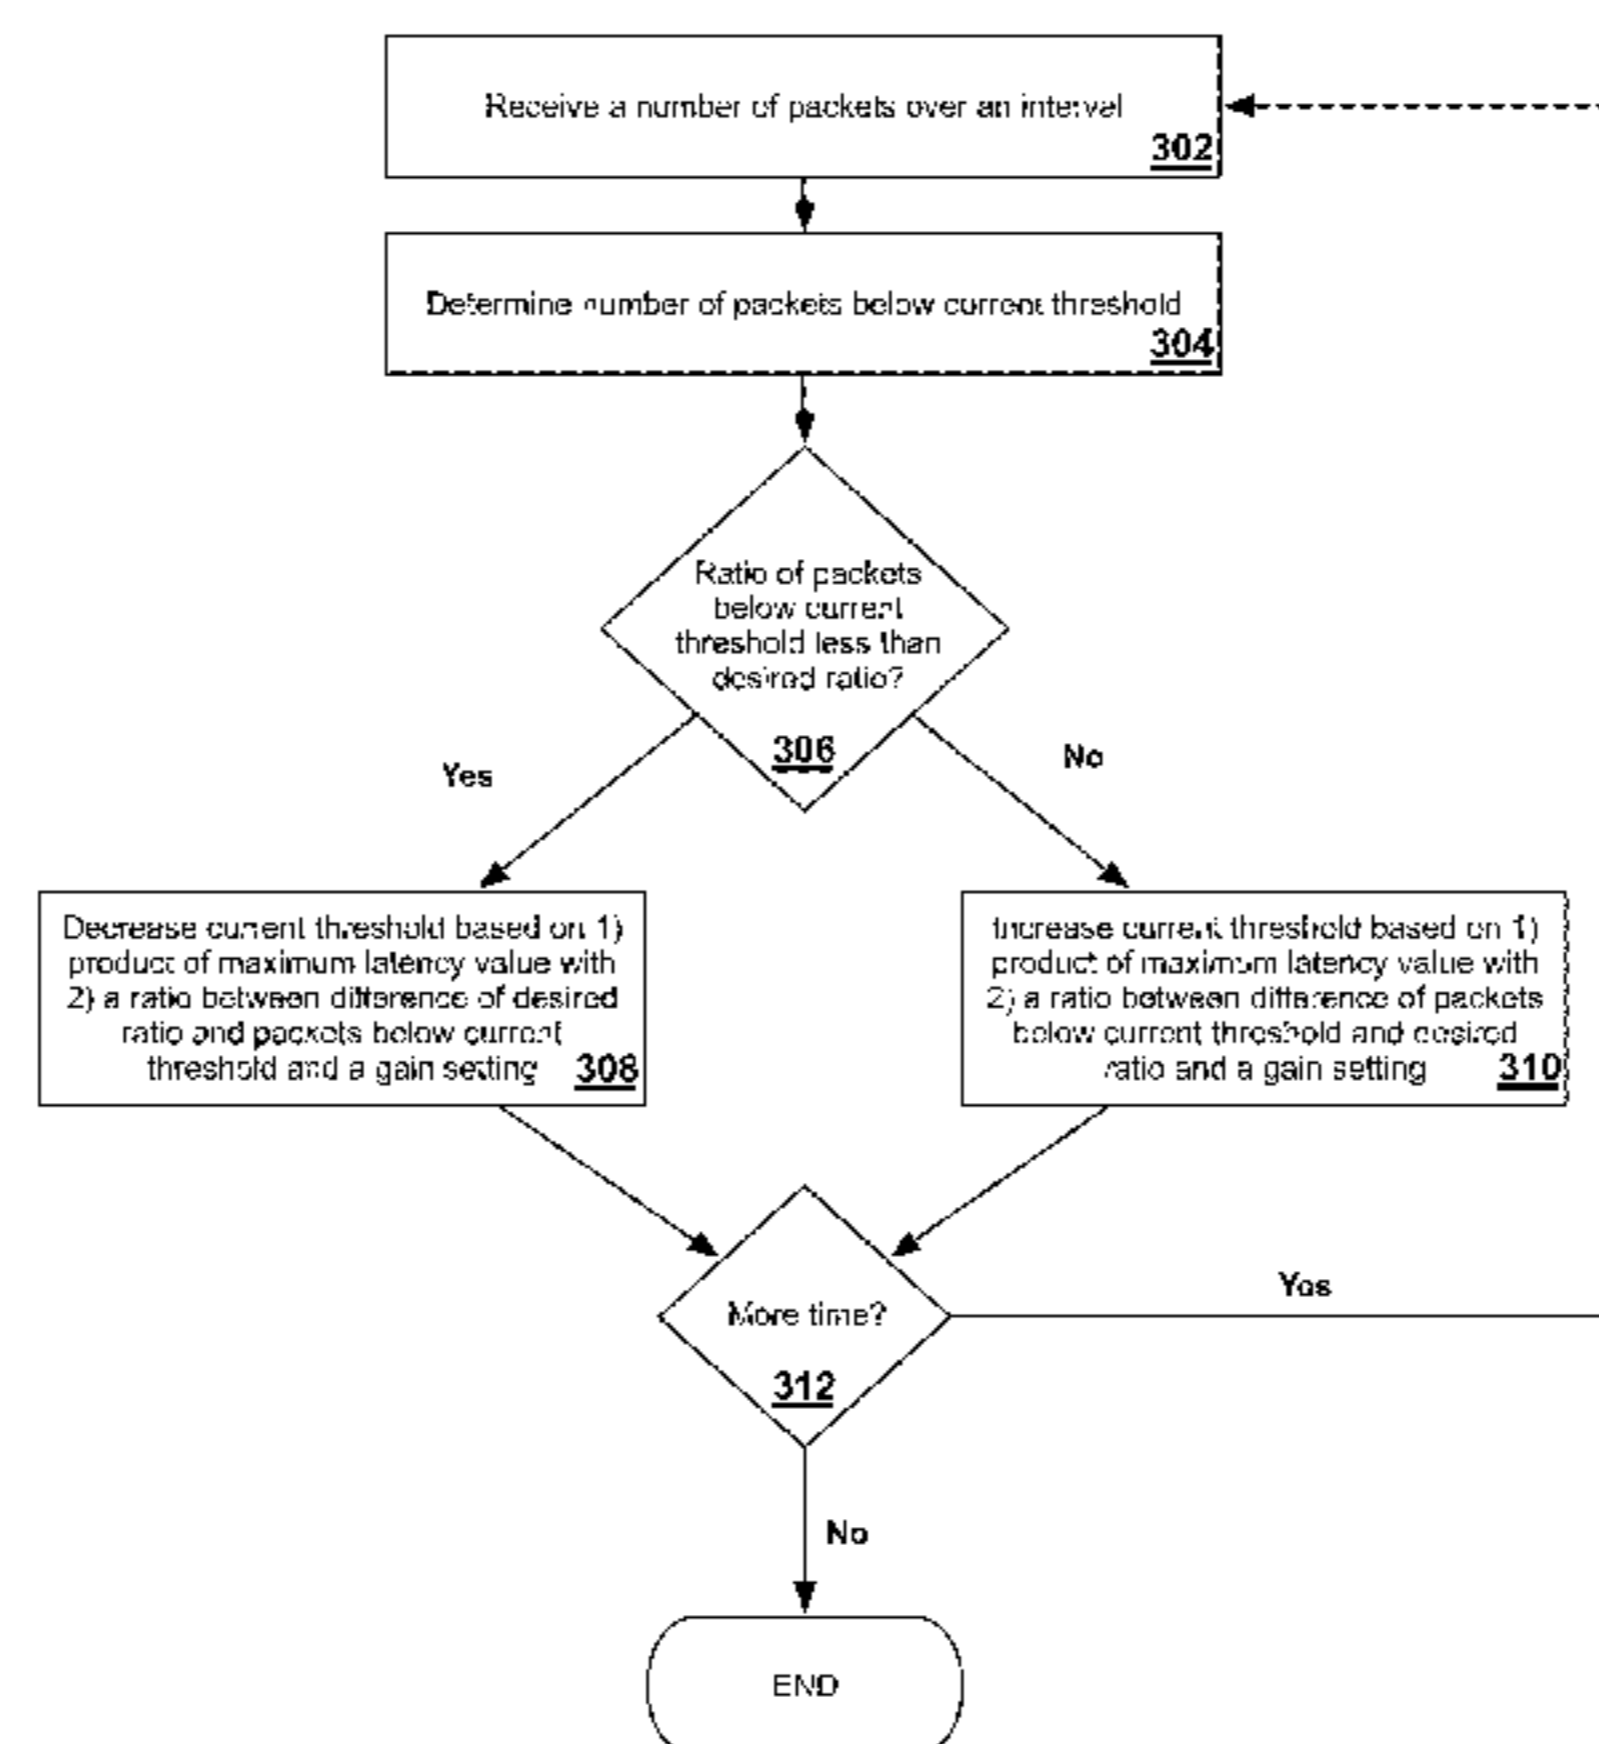 Receive a number of packets over an interval
302
Determine number of packets below current threshold
304
Ratio of packets
below current
threshold less than
desired ratio?
306
Yes
No
Decrease current threshold based on 1)
product of maximum latency value with
2) a ratio between difference of desired
ratio and packets below current
threshold and a gain setting
308
Increase current threshold based on 1)
product of maximum latency value with
2) a ratio between difference of packets
below current threshold and desired
ratio and a gain setting
310
More time?
312
Yes
No
END